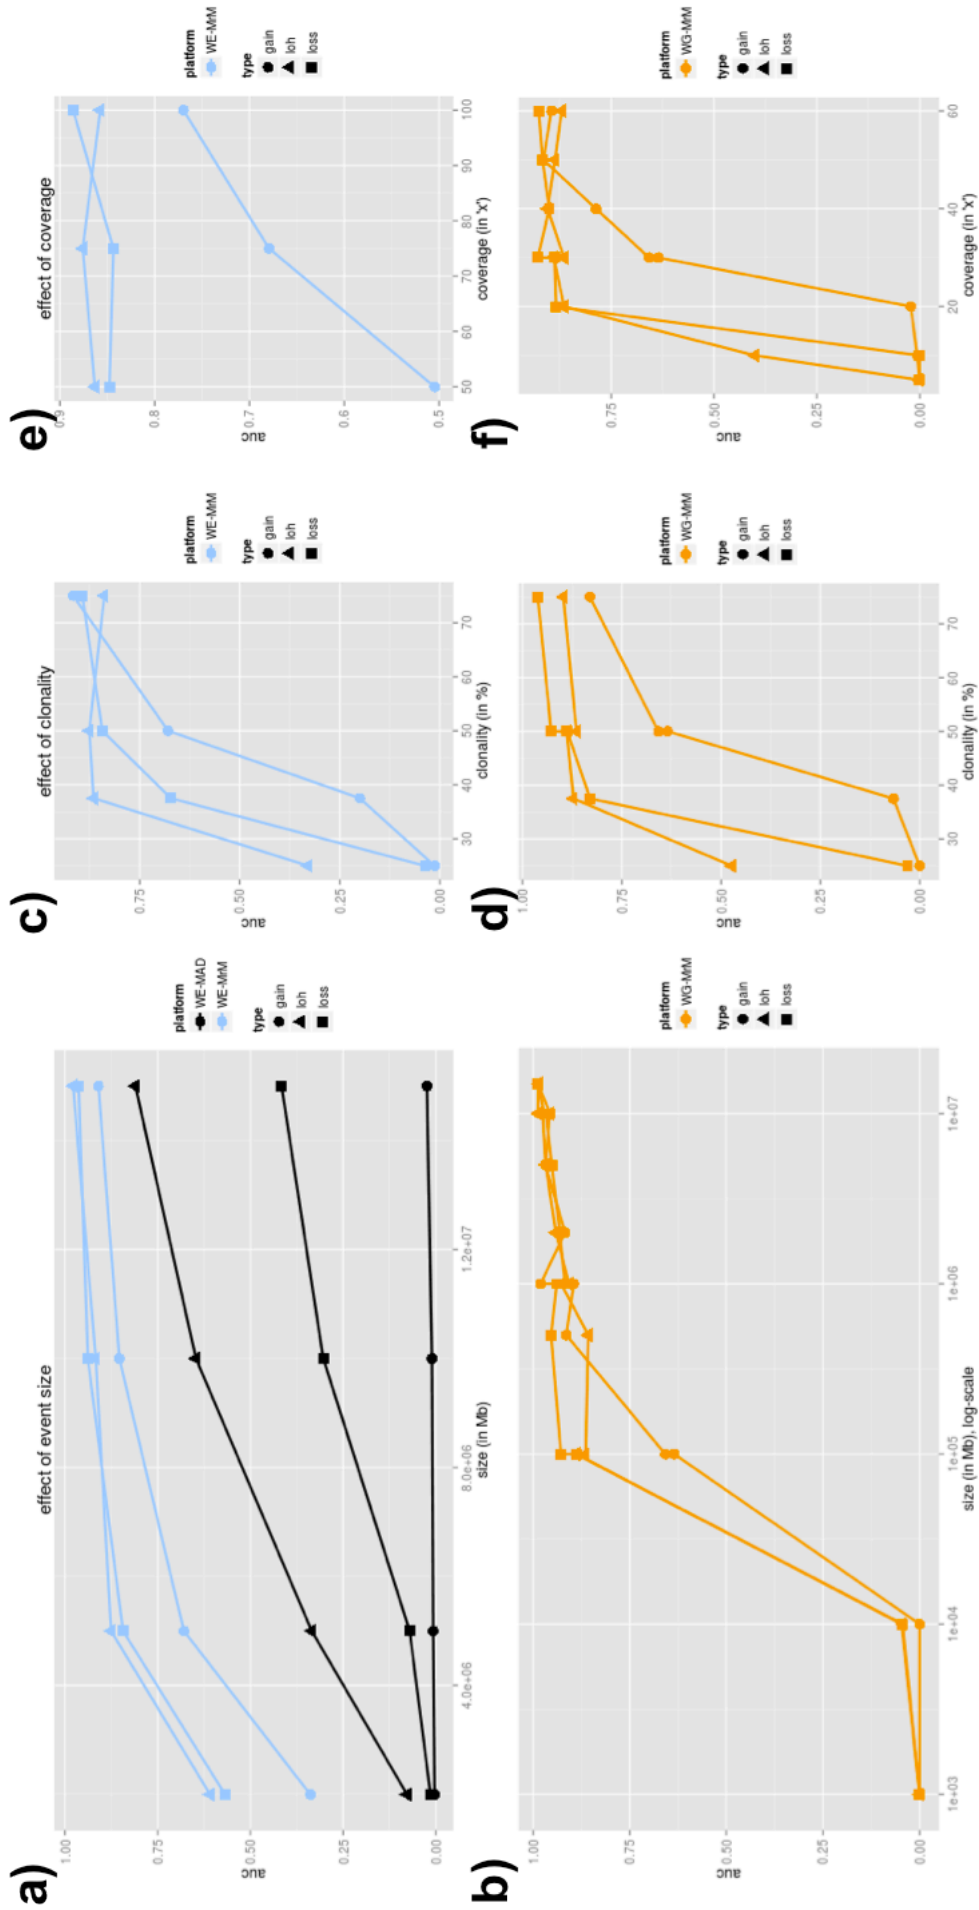 a)
effect of event size
1.00
0.75
0.50
0.25
0.00
auc
4.0e+06
8.0e+06
1.2e+07
size (in Mb)
platform
WE-MAD
WE-MrM
type
gain
loh
loss
b)
1.00
0.75
0.50
0.25
0.00
auc
1e+03
1e+04
1e+05
1e+06
1e+07
size (in Mb), log-scale
platform
WG-MrM
type
gain
loh
loss
c)
effect of clonality
0.75
0.50
0.25
0.00
auc
30
40
50
60
70
clonality (in %)
platform
WE-MrM
type
gain
loh
loss
d)
1.00
0.75
0.50
0.25
0.00
auc
30
40
50
60
70
clonality (in %)
platform
WG-MrM
type
gain
loh
loss
e)
effect of coverage
0.9
0.8
0.7
0.6
0.5
auc
50
60
70
80
90
100
coverage (in 'x')
platform
WE-MrM
type
gain
loh
loss
f)
0.75
0.50
0.25
0.00
auc
20
40
60
coverage (in 'x')
platform
WG-MrM
type
gain
loh
loss